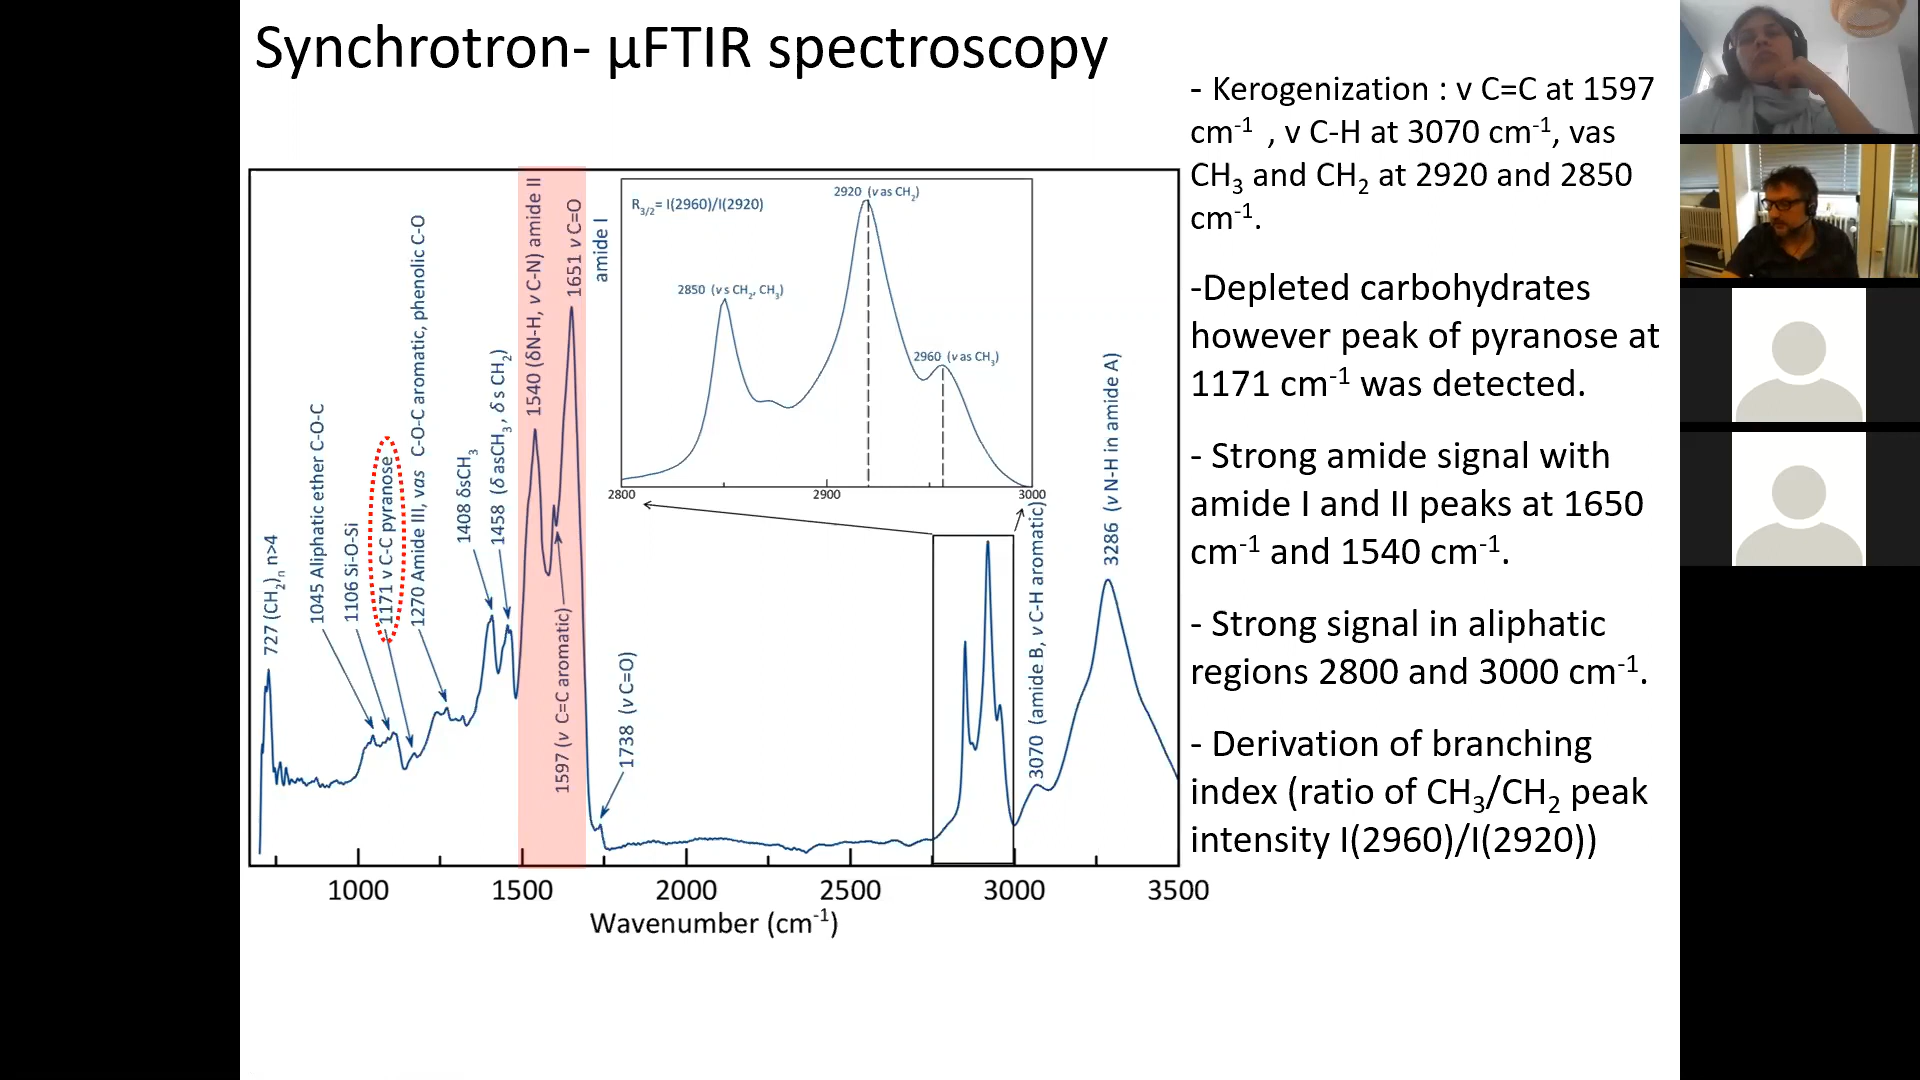 Synchrotron- µFTIR spectroscopy
- Kerogenization : v C=C at 1597
cm-1 , v C-H at 3070 cm-1, vas
CH3 and CH2 at 2920 and 2850
cm-1.
-Depleted carbohydrates
however peak of pyranose at
1171 cm-1 was detected.
- Strong amide signal with
amide I and II peaks at 1650
cm-1 and 1540 cm-1.
- Strong signal in aliphatic
regions 2800 and 3000 cm-1.
- Derivation of branching
index (ratio of CH3/CH2 peak
intensity I(2960)/I(2920))
727 (CH2)n n>4
1045 Aliphatic ether C-O-C
1106 Si-O-Si
1171 v C-C pyranose
1270 Amide III, vas C-O-C aromatic, phenolic C-O
1408 δsCH3
1458 (δ asCH3, δ s CH2)
1540 (δN-H, v C-N) amide II
1597 (v C=C aromatic)
1651 v C=O
amide I
1738 (v C=O)
R3/2= I(2960)/I(2920)
2850 (v s CH2, CH3)
2920 (v as CH2)
2960 (v as CH3)
2800 2900 3000
3070 (amide B, v C-H aromatic)
3286 (v N-H in amide A)
1000 1500 2000 2500 3000 3500
Wavenumber (cm-1)